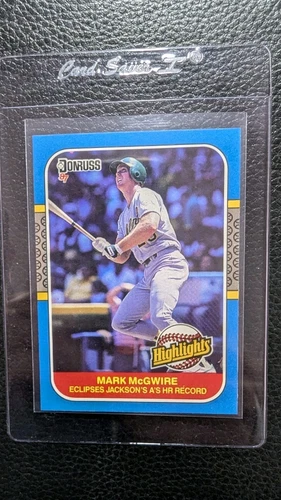 Card-Saver I
DONRUSS
87
Highlights
MARK McGWIRE
ECLIPSES JACKSON'S A'S HR RECORD